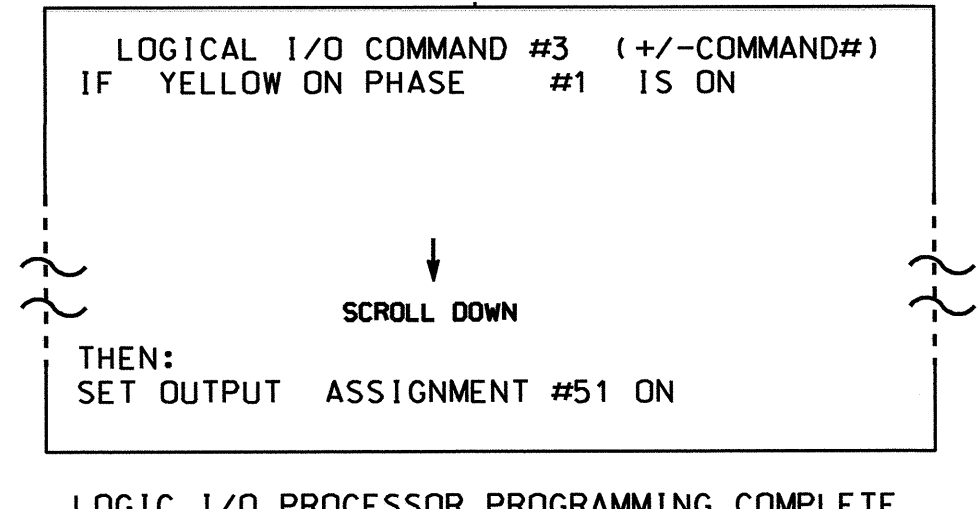 LOGICAL I/O COMMAND #3 (+/-COMMAND#)
IF YELLOW ON PHASE #1 IS ON
SCROLL DOWN
THEN:
SET OUTPUT ASSIGNMENT #51 ON
LOGIC I/O PROCESSOR PROGRAMMING COMPLETE